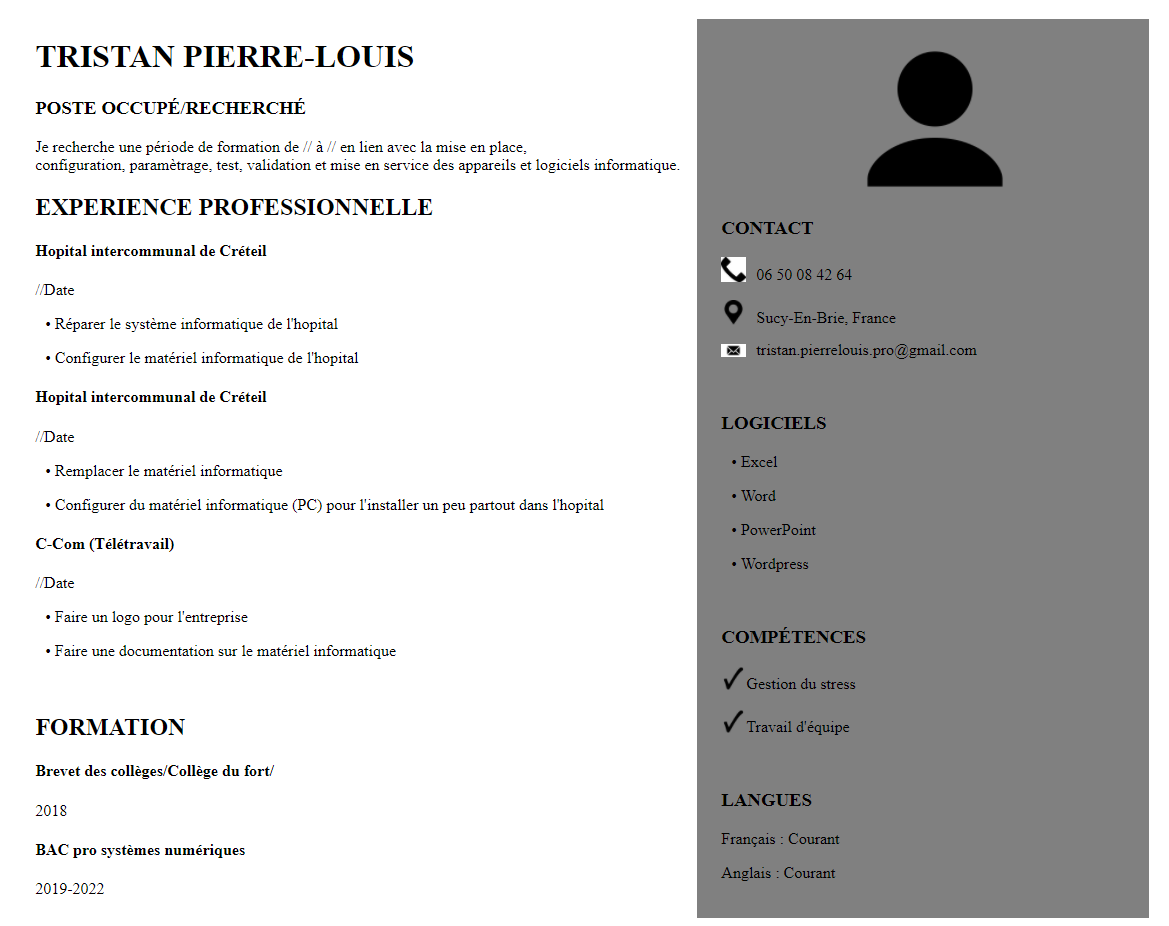 TRISTAN PIERRE-LOUIS
POSTE OCCUPÉ/RECHERCHÉ
Je recherche une période de formation de // à // en lien avec la mise en place,
configuration, paramètrage, test, validation et mise en service des appareils et logiciels informatique.
EXPERIENCE PROFESSIONNELLE
Hopital intercommunal de Créteil
//Date
• Réparer le système informatique de l'hopital
• Configurer le matériel informatique de l'hopital
Hopital intercommunal de Créteil
//Date
• Remplacer le matériel informatique
• Configurer du matériel informatique (PC) pour l'installer un peu partout dans l'hopital
C-Com (Télétravail)
//Date
• Faire un logo pour l'entreprise
• Faire une documentation sur le matériel informatique
FORMATION
Brevet des collèges/Collège du fort/
2018
BAC pro systèmes numériques
2019-2022
CONTACT
06 50 08 42 64
Sucy-En-Brie, France
tristan.pierrelouis.pro@gmail.com
LOGICIELS
• Excel
• Word
• PowerPoint
• Wordpress
COMPÉTENCES
Gestion du stress
Travail d'équipe
LANGUES
Français : Courant
Anglais : Courant